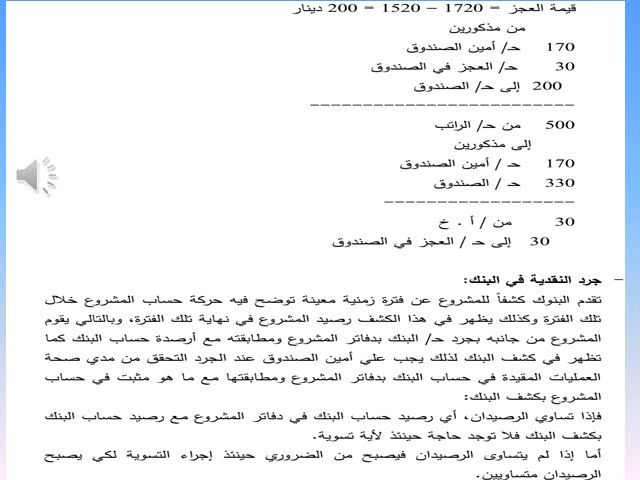 قيمة العجز = 1720 – 1520 = 200 دينار
من مذكورين
170 حـ/ أمين الصندوق
30 حـ/ العجز في الصندوق
200 إلى حـ/ الصندوق
-------------------------
500 من حـ/ الراتب
إلى مذكورين
170 حـ / أمين الصندوق
330 حـ / الصندوق
------------------
30 من / أ . خ
30 إلى حـ / العجز في الصندوق
– جرد النقدية في البنك:
تقدم البنوك كشفاً للمشروع عن فترة زمنية معينة توضح فيه حركة حساب المشروع خلال
تلك الفترة وكذلك يظهر في هذا الكشف رصيد المشروع في نهاية تلك الفترة، وبالتالي يقوم
المشروع من جانبه بجرد حـ/ البنك بدفاتر المشروع ومطابقته مع أرصدة حساب البنك كما
تظهر في كشف البنك لذلك يجب علي أمين الصندوق عند الجرد التحقق من مدي صحة
العمليات المقيدة في حساب البنك بدفاتر المشروع ومطابقتها مع ما هو مثبت في حساب
المشروع بكشف البنك:
فإذا تساوي الرصيدان، أي رصيد حساب البنك في دفاتر المشروع مع رصيد حساب البنك
بكشف البنك فلا توجد حاجة حينئذ لأية تسوية.
أما إذا لم يتساوى الرصيدان فيصبح من الضروري حينئذ إجراء التسوية لكي يصبح
الرصيدان متساويين.